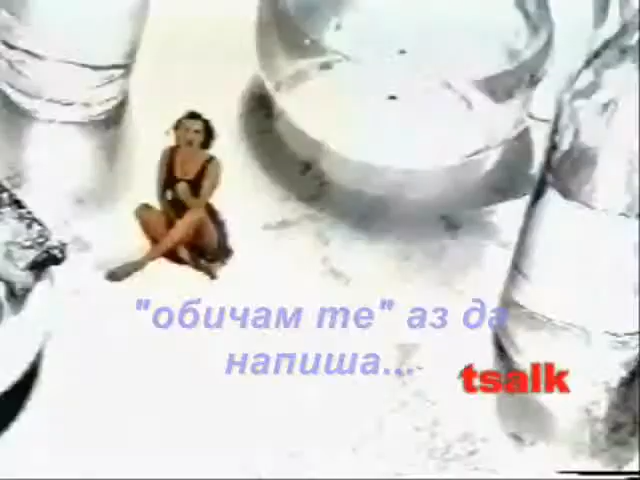 "обичам те" аз да
напиша...
tsalk